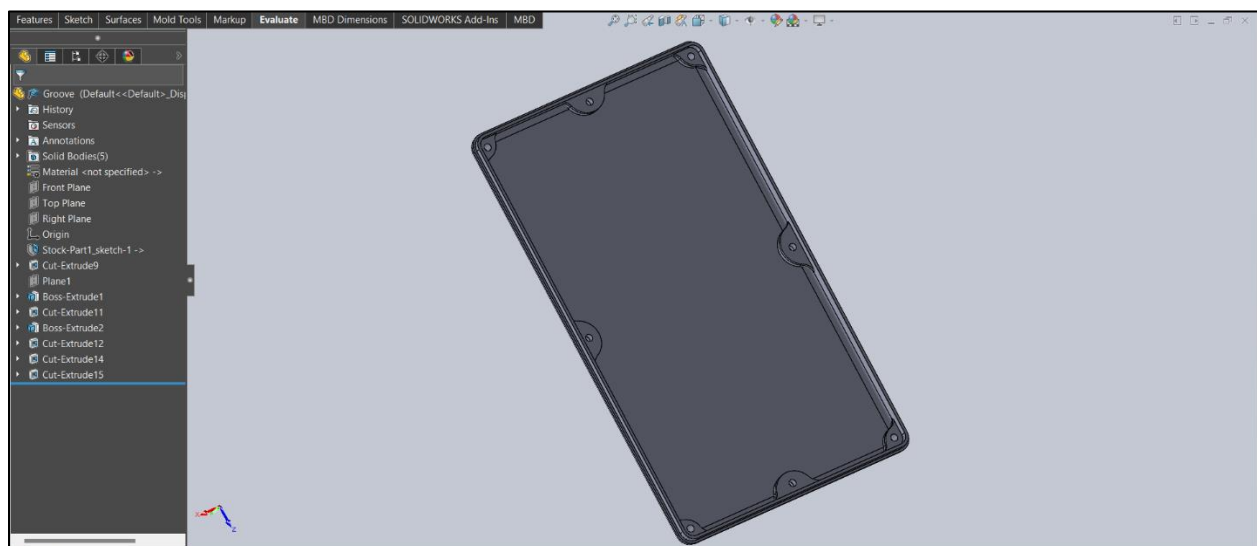 Features Sketch Surfaces Mold Tools Markup Evaluate MBD Dimensions SOLIDWORKS Add-Ins MBD
Groove (Default<<Default>_Disp
History
Sensors
Annotations
Solid Bodies(5)
Material <not specified> ->
Front Plane
Top Plane
Right Plane
Origin
Stock-Part1_sketch-1 ->
Cut-Extrude9
Plane1
Boss-Extrude1
Cut-Extrude11
Boss-Extrude2
Cut-Extrude12
Cut-Extrude14
Cut-Extrude15
X
Z